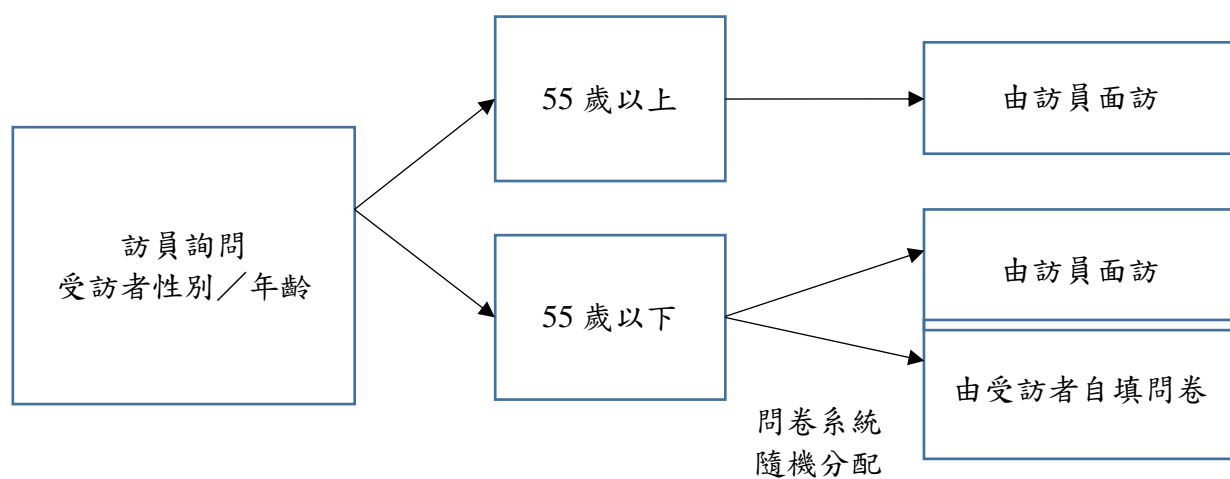 訪員詢問
受訪者性別／年齡
55 歲以上
由訪員面訪
55 歲以下
由訪員面訪
由受訪者自填問卷
問卷系統
隨機分配